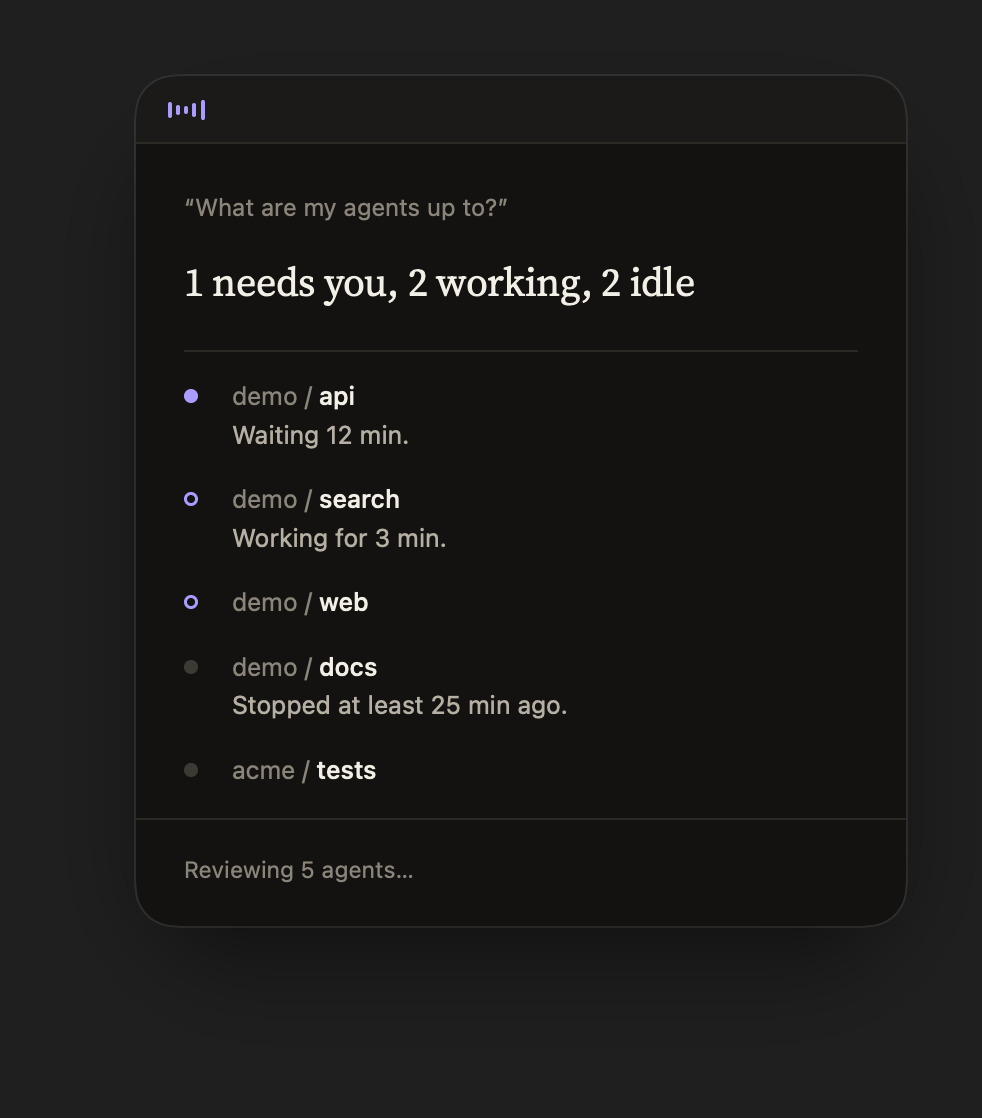 “What are my agents up to?”
1 needs you, 2 working, 2 idle
demo / api
Waiting 12 min.
demo / search
Working for 3 min.
demo / web
demo / docs
Stopped at least 25 min ago.
acme / tests
Reviewing 5 agents…